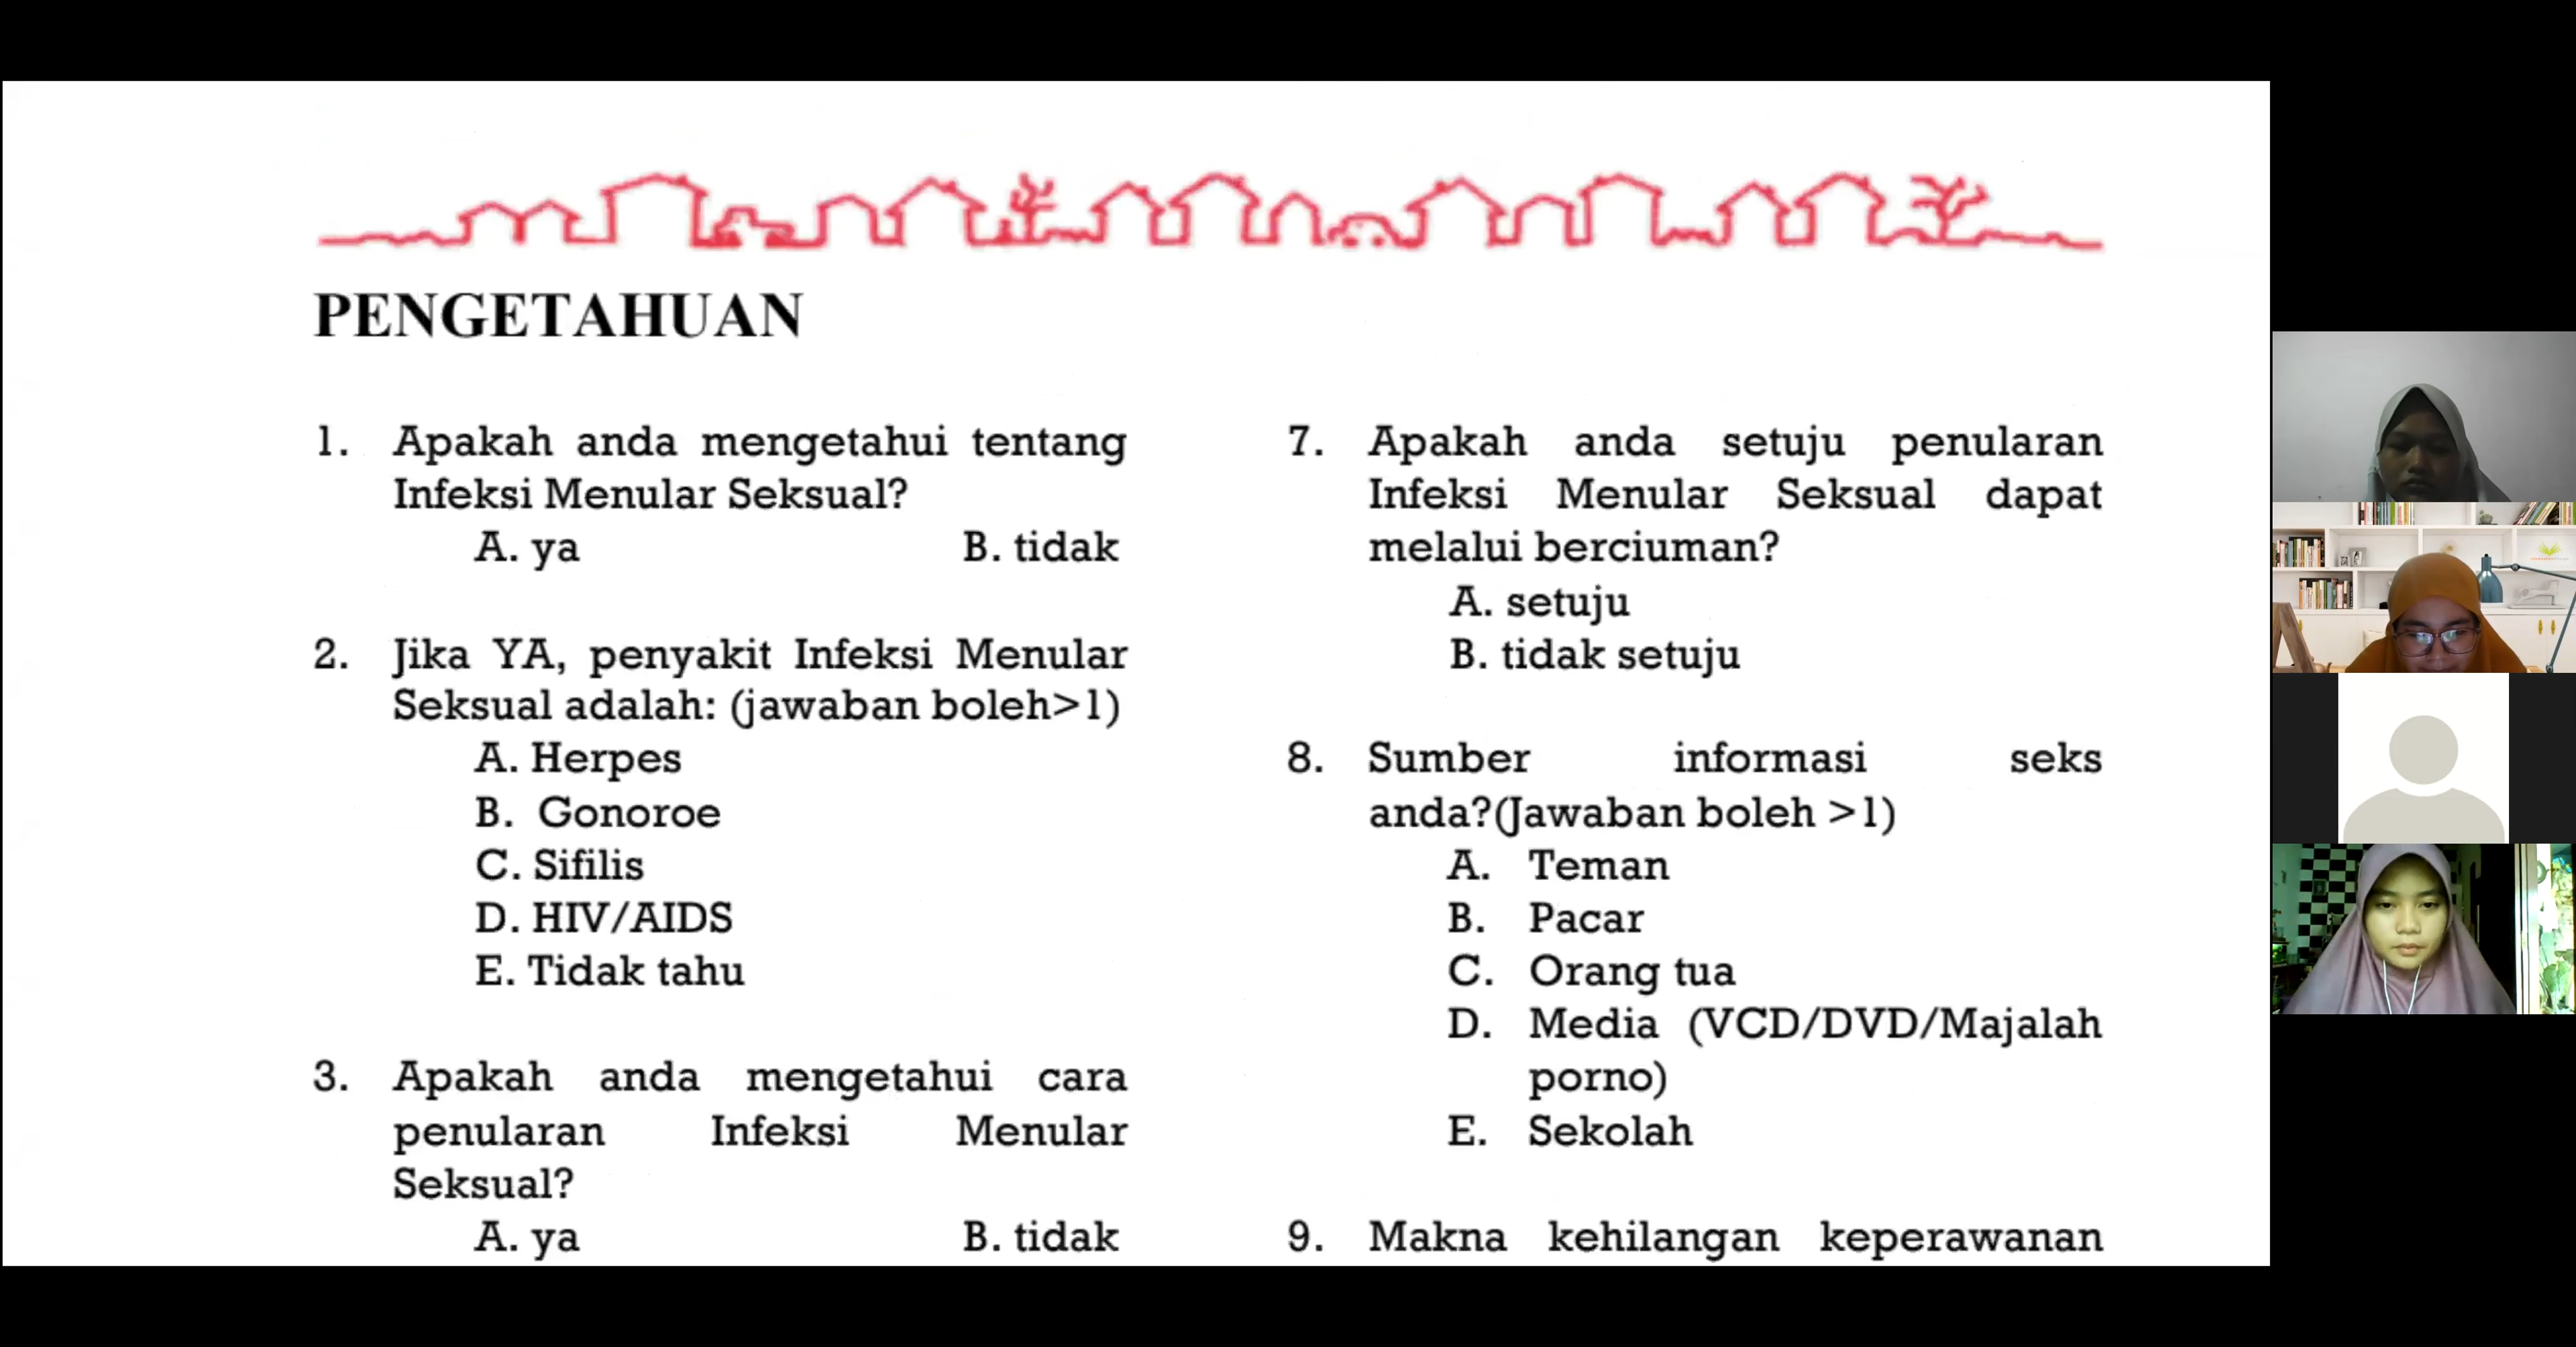 PENGETAHUAN
1. Apakah anda mengetahui tentang
Infeksi Menular Seksual?
A. ya B. tidak
2. Jika YA, penyakit Infeksi Menular
Seksual adalah: (jawaban boleh>1)
A. Herpes
B. Gonoroe
C. Sifilis
D. HIV/AIDS
E. Tidak tahu
3. Apakah anda mengetahui cara
penularan Infeksi Menular
Seksual?
A. ya B. tidak
7. Apakah anda setuju penularan
Infeksi Menular Seksual dapat
melalui berciuman?
A. setuju
B. tidak setuju
8. Sumber informasi seks
anda?(Jawaban boleh >1)
A. Teman
B. Pacar
C. Orang tua
D. Media (VCD/DVD/Majalah
porno)
E. Sekolah
9. Makna kehilangan keperawanan